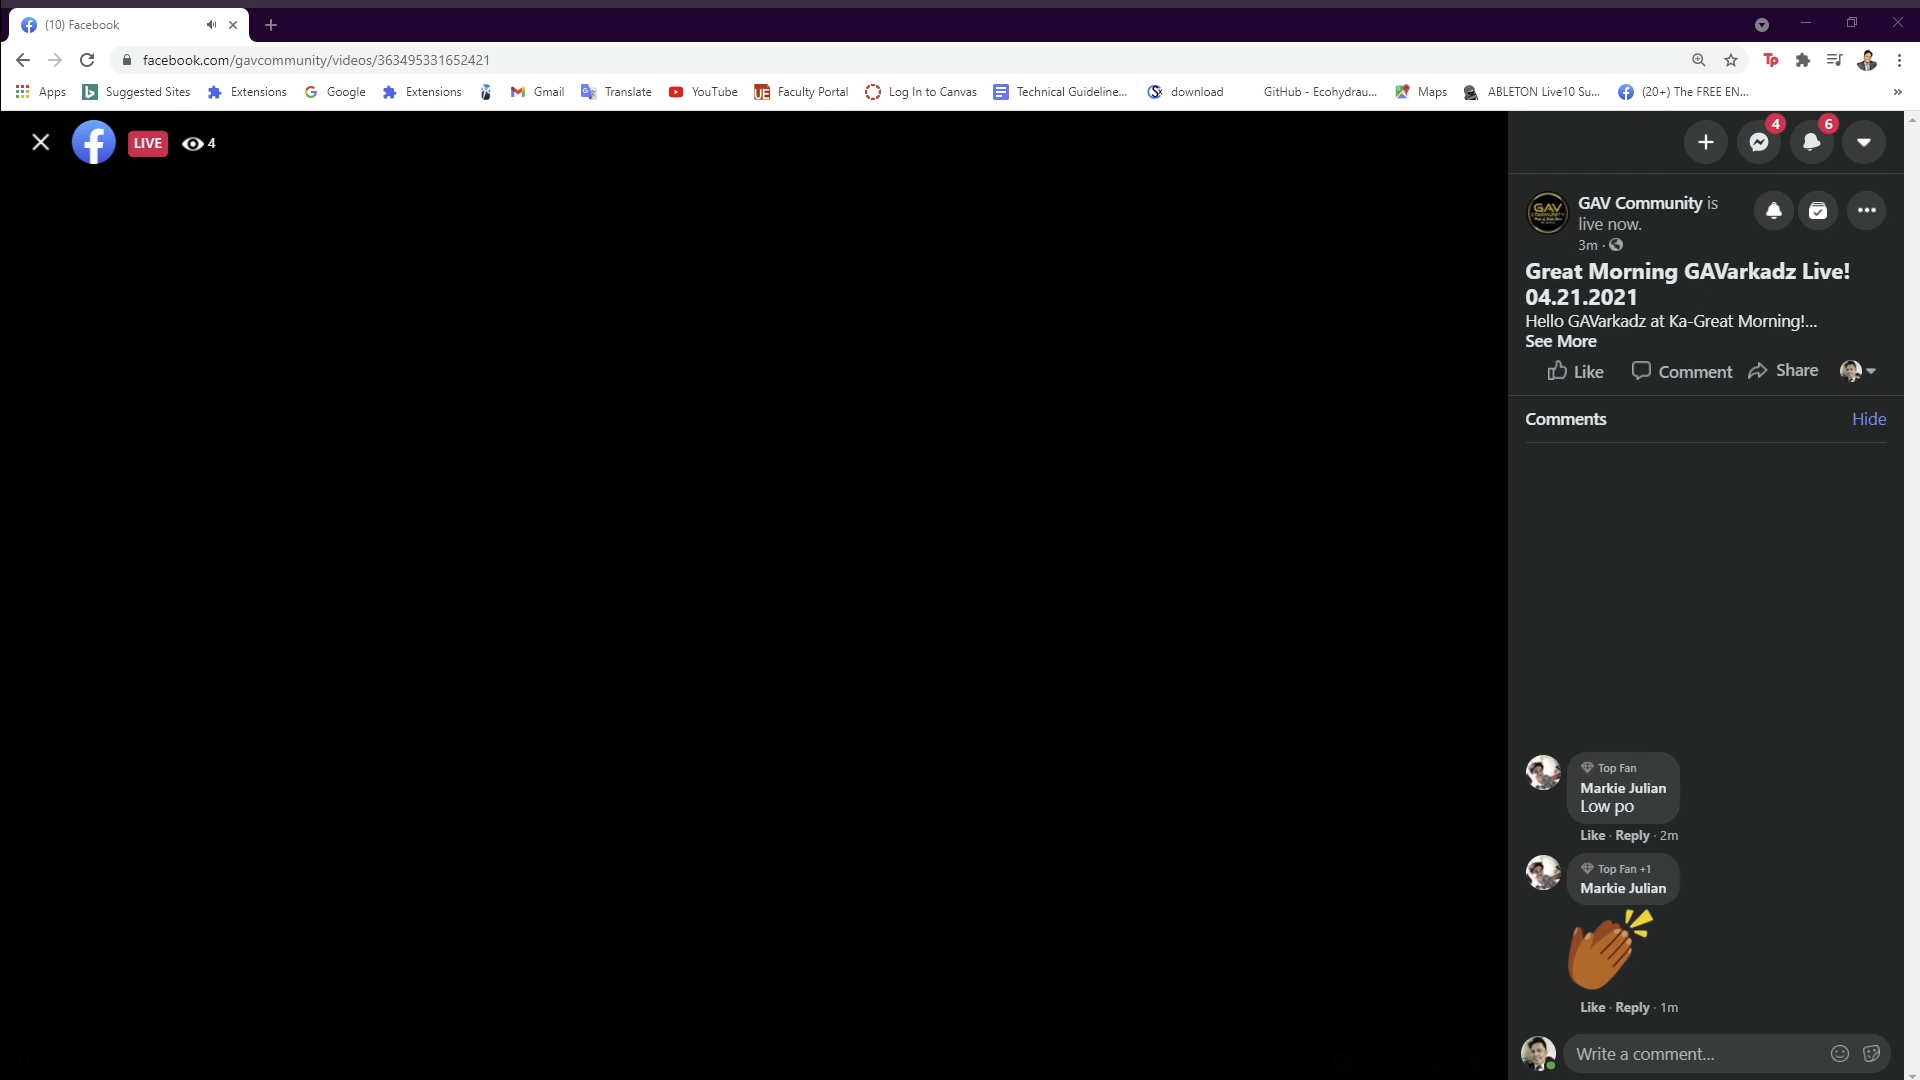 (10) Facebook
facebook.com/gavcommunity/videos/363495331652421
Tp
Apps
Suggested Sites
Extensions
Google
Extensions
Gmail
Translate
YouTube
UE Faculty Portal
Log In to Canvas
Technical Guideline...
download
GitHub - Ecohydrau...
Maps
ABLETON Live10 Su...
(20+) The FREE EN...
»
LIVE
4
4
6
GAV
COMMUNITY
GAV Community is
live now.
3m ·
Great Morning GAVarkadz Live!
04.21.2021
Hello GAVarkadz at Ka-Great Morning!...
See More
Like
Comment
Share
Comments
Hide
Top Fan
Markie Julian
Low po
Like · Reply · 2m
Top Fan +1
Markie Julian
Like · Reply · 1m
Write a comment...